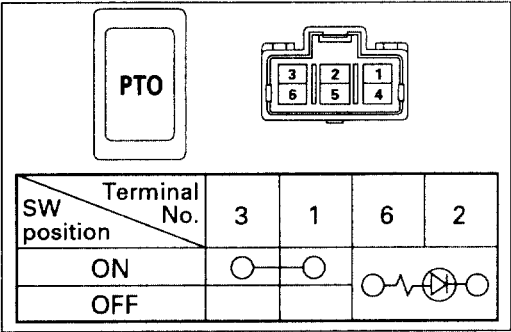 PTO
3 2 1
6 5 4
SW position Terminal No. 3 1 6 2
ON
OFF